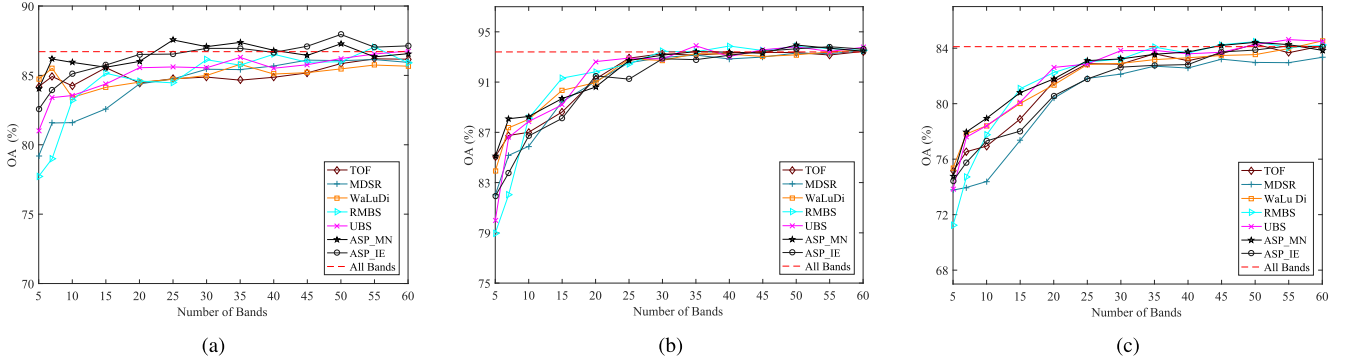 90
85
80
75
70
OA (%)
5 10 15 20 25 30 35 40 45 50 55 60
Number of Bands
TOF
MDSR
WaLuDi
RMBS
UBS
ASP_MN
ASP_IE
All Bands
(a)
95
91
87
83
79
75
OA (%)
5 10 15 20 25 30 35 40 45 50 55 60
Number of Bands
TOF
MDSR
WaLuDi
RMBS
UBS
ASP_MN
ASP_IE
All Bands
(b)
84
80
76
72
68
OA (%)
5 10 15 20 25 30 35 40 45 50 55 60
Number of Bands
TOF
MDSR
WaLu Di
RMBS
UBS
ASP_MN
ASP_IE
All Bands
(c)